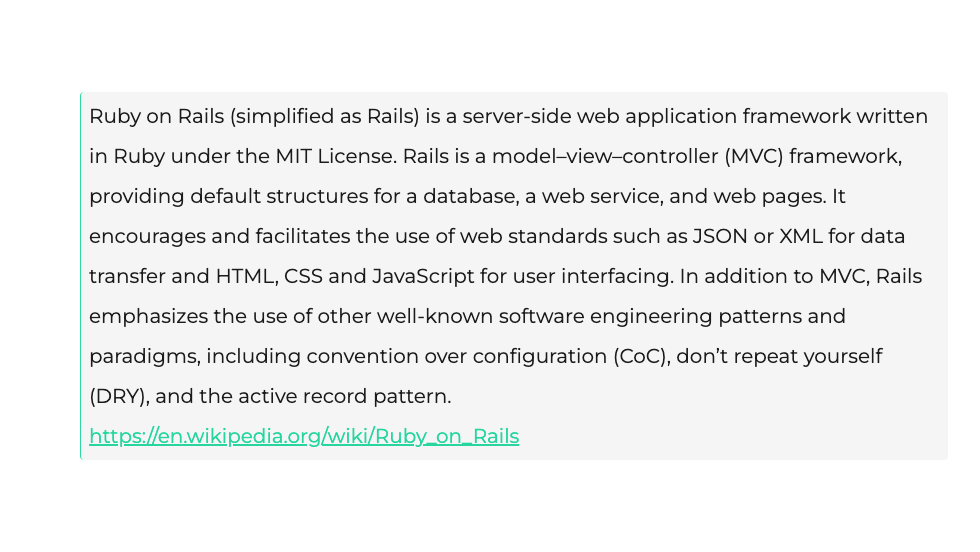 Ruby on Rails (simplified as Rails) is a server-side web application framework written
in Ruby under the MIT License. Rails is a model–view–controller (MVC) framework,
providing default structures for a database, a web service, and web pages. It
encourages and facilitates the use of web standards such as JSON or XML for data
transfer and HTML, CSS and JavaScript for user interfacing. In addition to MVC, Rails
emphasizes the use of other well-known software engineering patterns and
paradigms, including convention over configuration (CoC), don’t repeat yourself
(DRY), and the active record pattern.
https://en.wikipedia.org/wiki/Ruby_on_Rails